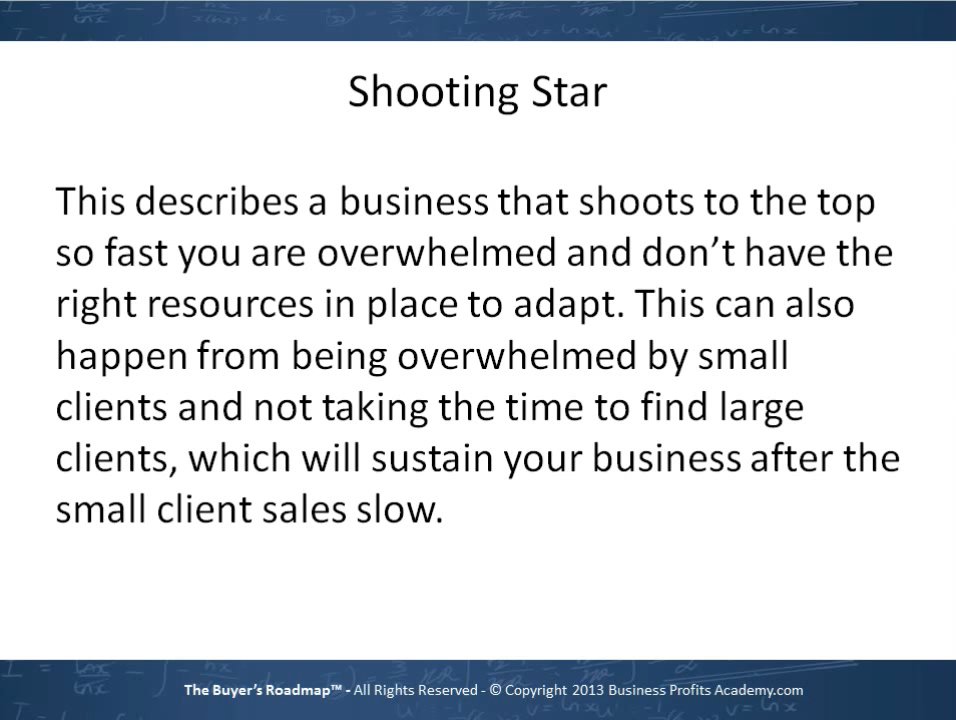 Shooting Star
This describes a business that shoots to the top
so fast you are overwhelmed and don’t have the
right resources in place to adapt. This can also
happen from being overwhelmed by small
clients and not taking the time to find large
clients, which will sustain your business after the
small client sales slow.
The Buyer’s Roadmap™ - All Rights Reserved - © Copyright 2013 Business Profits Academy.com